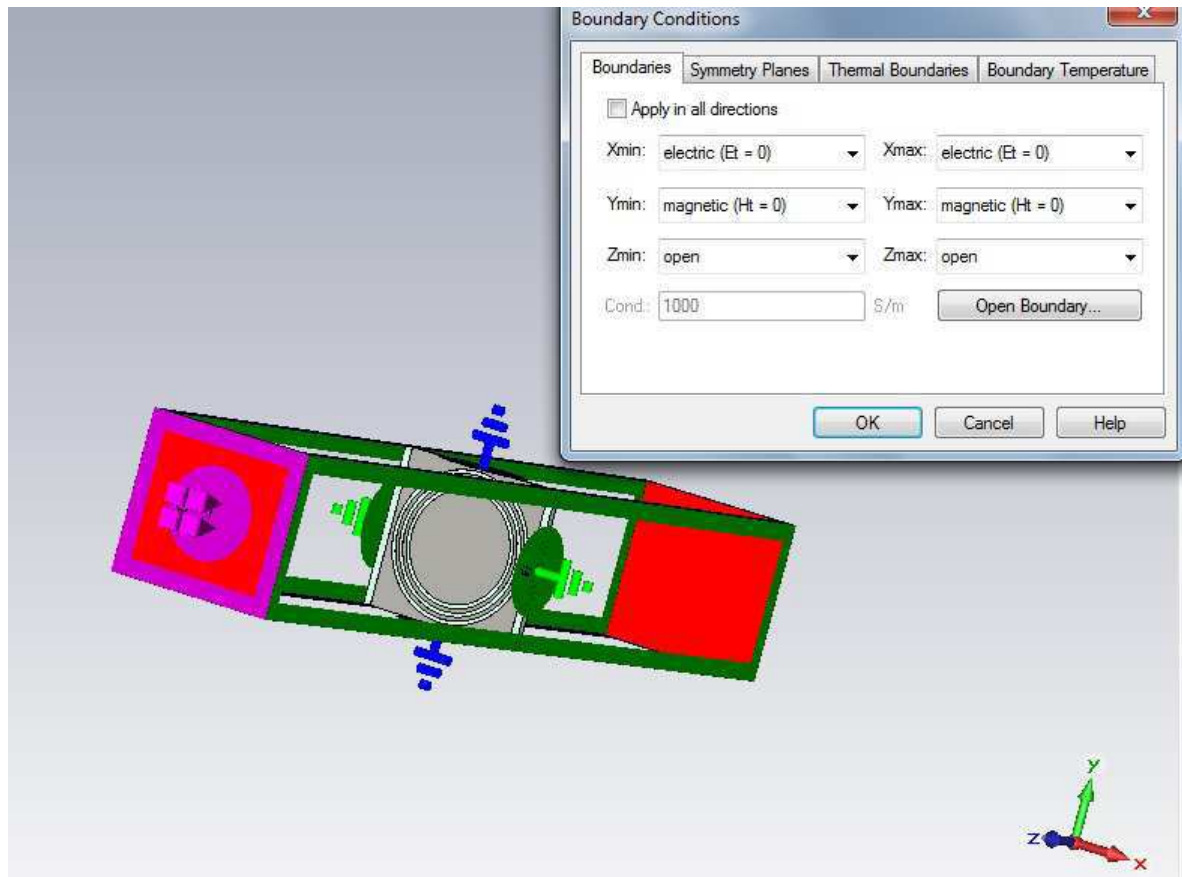 Boundary Conditions
Boundaries Symmetry Planes Thermal Boundaries Boundary Temperature
Apply in all directions
Xmin: electric (Et = 0) Xmax: electric (Et = 0)
Ymin: magnetic (Ht = 0) Ymax: magnetic (Ht = 0)
Zmin: open Zmax: open
Cond.: 1000 S/m Open Boundary...
OK Cancel Help
y
z
x